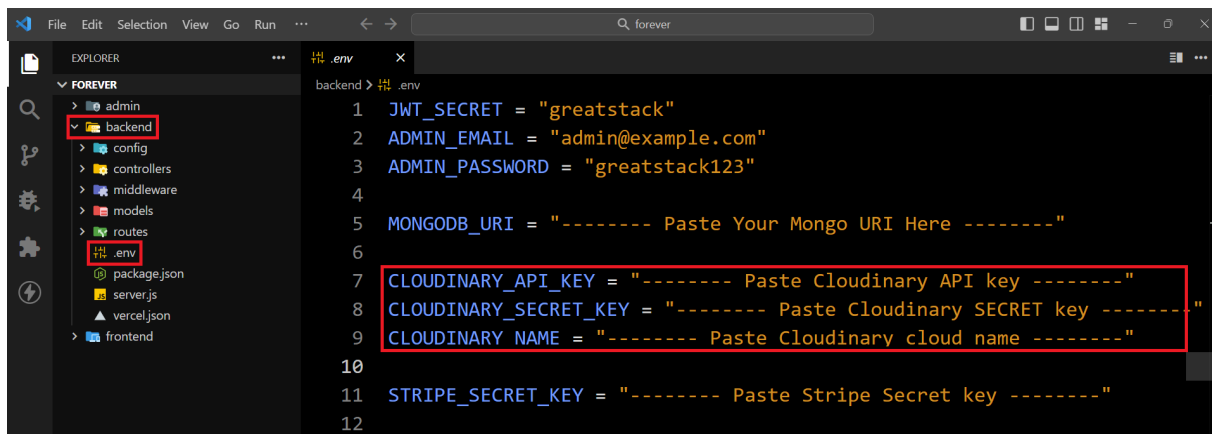 File Edit Selection View Go Run ··· forever
EXPLORER ···
.env
FOREVER
backend > .env
admin
backend
config
controllers
middleware
models
routes
.env
package.json
JS server.js
vercel.json
frontend
1 JWT_SECRET = "greatstack"
2 ADMIN_EMAIL = "admin@example.com"
3 ADMIN_PASSWORD = "greatstack123"
4
5 MONGODB_URI = "-------- Paste Your Mongo URI Here --------"
6
7 CLOUDINARY_API_KEY = "-------- Paste Cloudinary API key --------"
8 CLOUDINARY_SECRET_KEY = "-------- Paste Cloudinary SECRET key --------"
9 CLOUDINARY NAME = "-------- Paste Cloudinary cloud name --------"
10
11 STRIPE_SECRET_KEY = "-------- Paste Stripe Secret key --------"
12